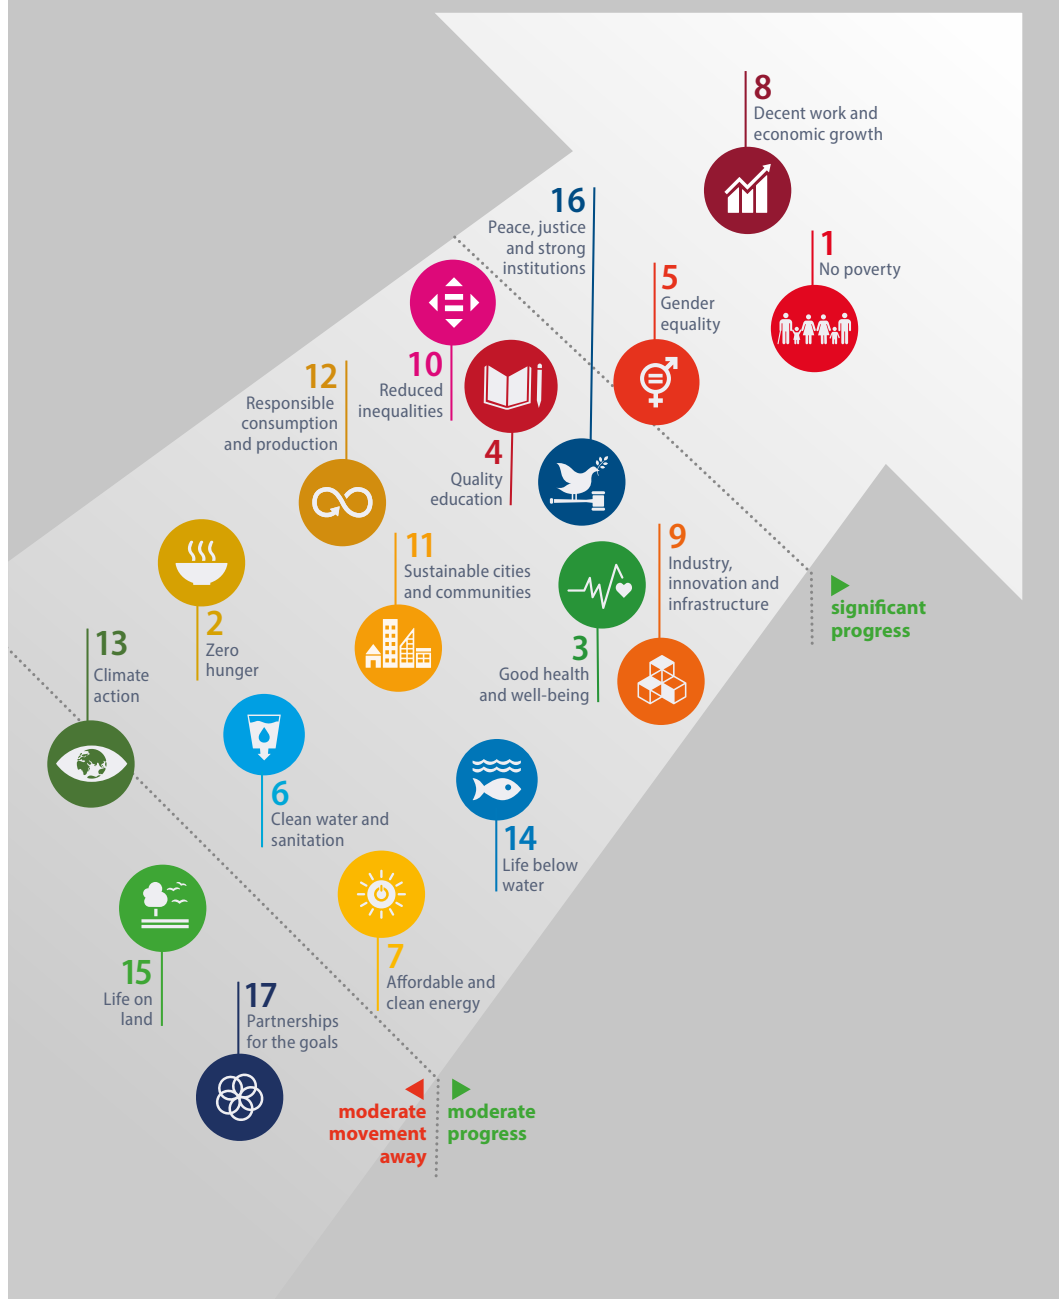 8
Decent work and
economic growth
16
Peace, justice
and strong
institutions
1
No poverty
5
Gender
equality
10
Reduced
inequalities
12
Responsible
consumption
and production
4
Quality
education
11
Sustainable cities
and communities
9
Industry,
innovation and
infrastructure
significant
progress
2
Zero
hunger
13
Climate
action
3
Good health
and well-being
6
Clean water and
sanitation
14
Life below
water
7
Affordable and
clean energy
15
Life on
land
17
Partnerships
for the goals
moderate
movement
away
moderate
progress